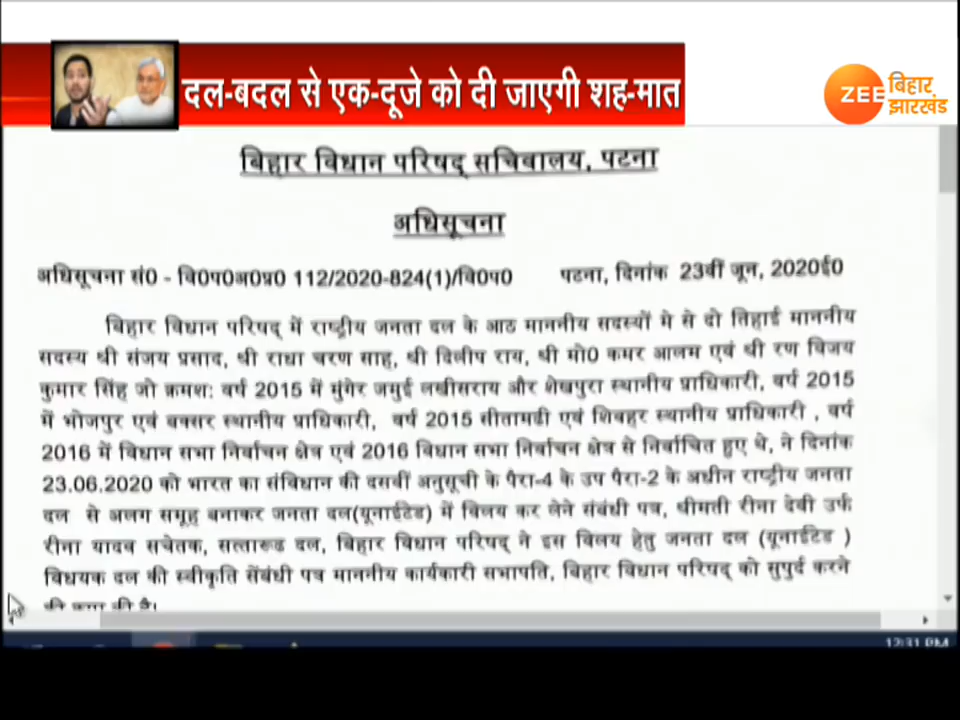 दल-बदल से एक-दूजे को दी जाएगी शह-मात
ZEE बिहार झारखंड
बिहार विधान परिषद् सचिवालय, पटना
अधिसूचना
अधिसूचना सं0 - वि0प0अ0प्र0 112/2020-824(1)/वि0प0 पटना, दिनांक 23वीं जून, 2020ई0
बिहार विधान परिषद् में राष्ट्रीय जनता दल के आठ माननीय सदस्यों मे से दो तिहाई माननीय
सदस्य श्री संजय प्रसाद, श्री राधा चरण साह, श्री दिलीप राय, श्री मो0 कमर आलम एवं श्री रण विजय
कुमार सिंह जो क्रमश: वर्ष 2015 में मुंगेर जमुई लखीसराय और शेखपुरा स्थानीय प्राधिकारी, वर्ष 2015
में भोजपुर एवं बक्सर स्थानीय प्राधिकारी, वर्ष 2015 सीतामढी एवं शिवहर स्थानीय प्राधिकारी , वर्ष
2016 में विधान सभा निर्वाचन क्षेत्र एवं 2016 विधान सभा निर्वाचन क्षेत्र से निर्वाचित हुए थे, ने दिनांक
23.06.2020 को भारत का संविधान की दसवीं अनुसूची के पैरा-4 के उप पैरा-2 के अधीन राष्ट्रीय जनता
दल से अलग समूह बनाकर जनता दल(यूनाईटेड) में विलय कर लेने संबंधी पत्र, श्रीमती रीना देवी उर्फ
रीना यादव सचेतक, सत्तारूढ दल, बिहार विधान परिषद् ने इस विलय हेतु जनता दल (यूनाईटेड )
विधयक दल की स्वीकृति सेंबंधी पत्र माननीय कार्यकारी सभापति, बिहार विधान परिषद् को सुपुर्द करने
की कृपा की है।
12:31 PM